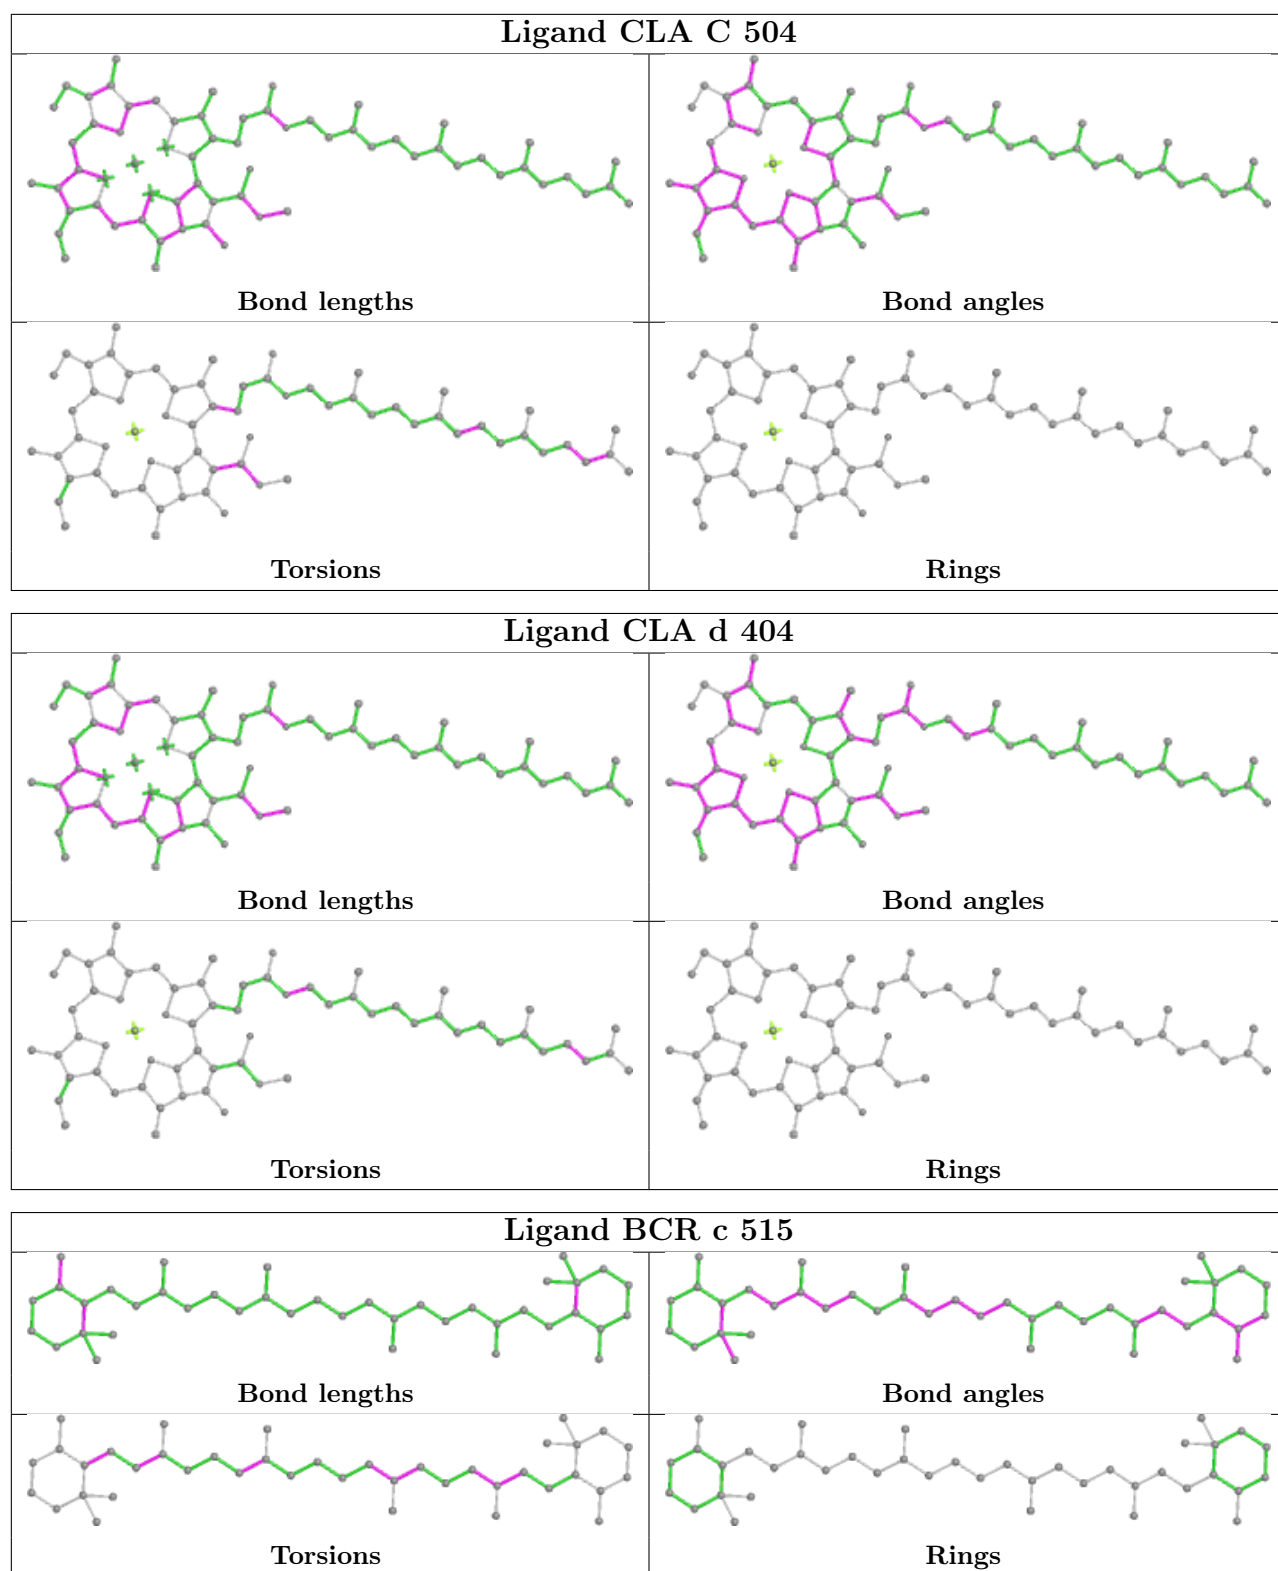 Ligand CLA C 504
Bond lengths
Bond angles
Torsions
Rings
Ligand CLA d 404
Bond lengths
Bond angles
Torsions
Rings
Ligand BCR c 515
Bond lengths
Bond angles
Torsions
Rings